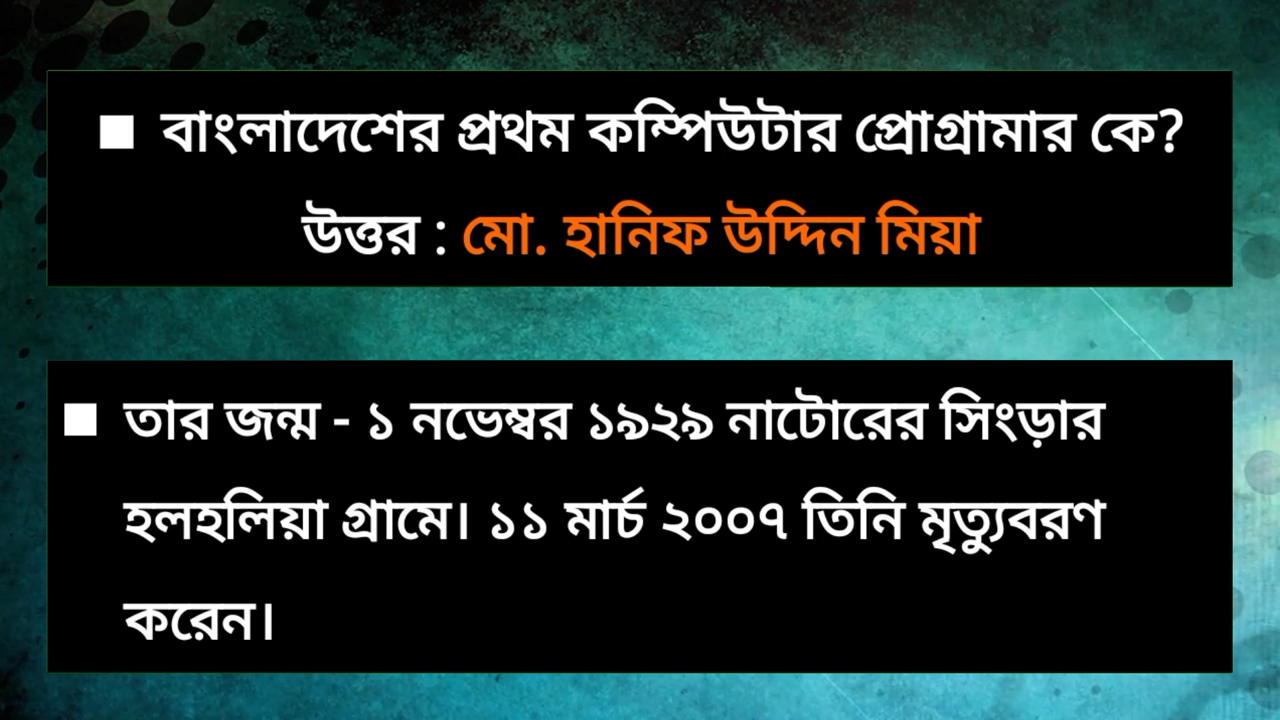 ■ বাংলাদেশের প্রথম কম্পিউটার প্রোগ্রামার কে?
উত্তর : মো. হানিফ উদ্দিন মিয়া
■ তার জন্ম - ১ নভেম্বর ১৯২৯ নাটোরের সিংড়ার
হলহলিয়া গ্রামে। ১১ মার্চ ২০০৭ তিনি মৃত্যুবরণ
করেন।